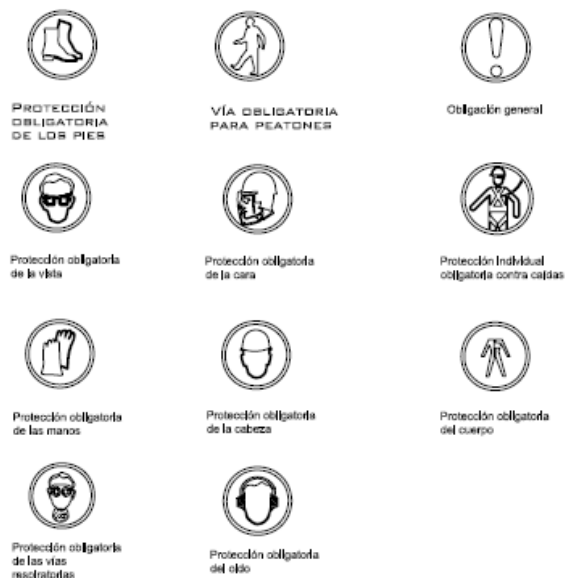 PROTECCIÓN
OBLIGATORIA
DE LOS PIES
VÍA OBLIGATORIA
PARA PEATONES
Obligación general
Protección obligatoria
de la vista
Protección obligatoria
de la cara
Protección individual
obligatoria contra caídas
Protección obligatoria
de las manos
Protección obligatoria
de la cabeza
Protección obligatoria
del cuerpo
Protección obligatoria
de las vías
respiratorias
Protección obligatoria
del oído